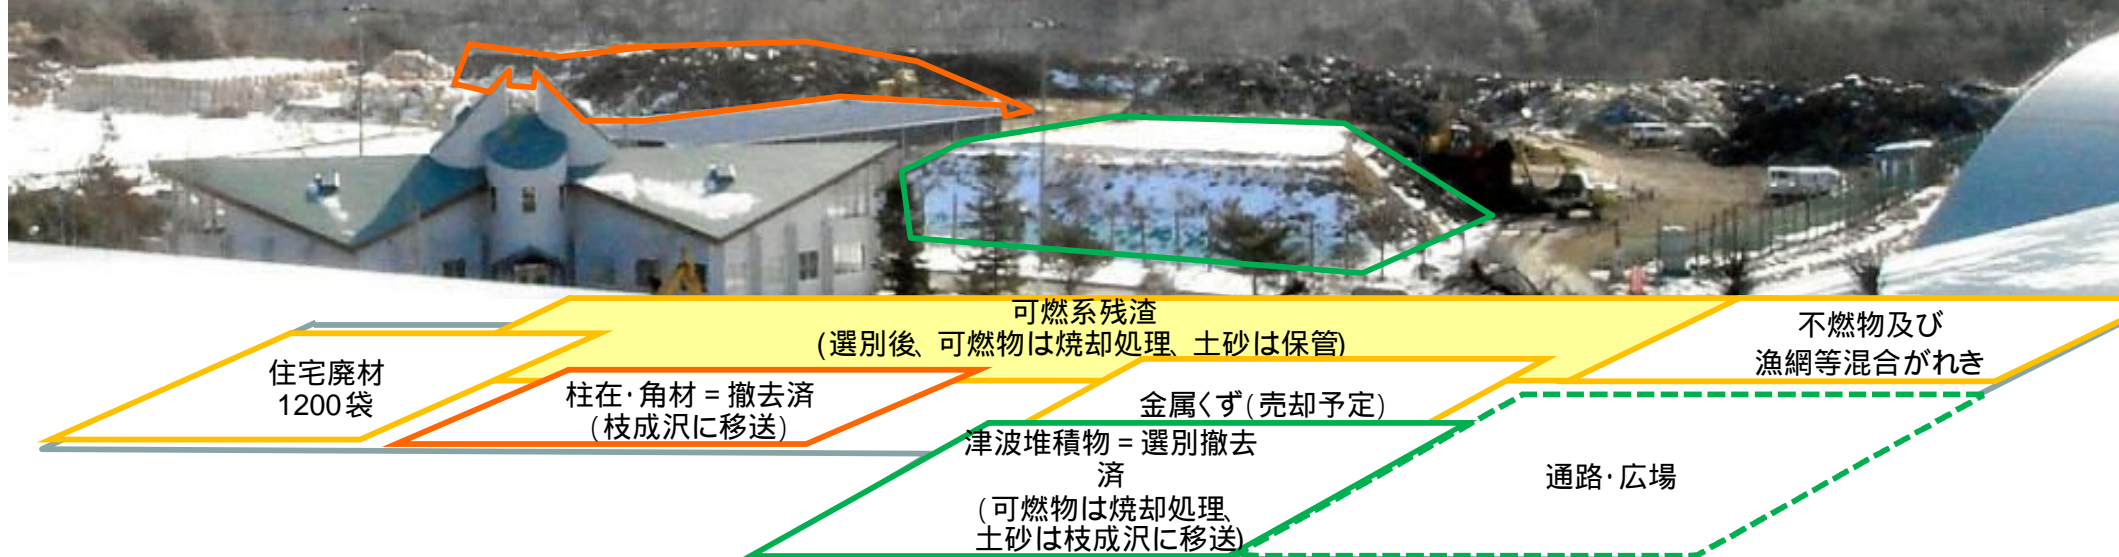 可燃系残渣
(選別後、可燃物は焼却処理、土砂は保管)
不燃物及び
漁網等混合がれき
住宅廃材
1200袋
柱在・角材=撤去済
(枝成沢に移送)
金属くず(売却予定)
津波堆積物=選別撤去
済
(可燃物は焼却処理、
土砂は枝成沢に移送)
通路・広場